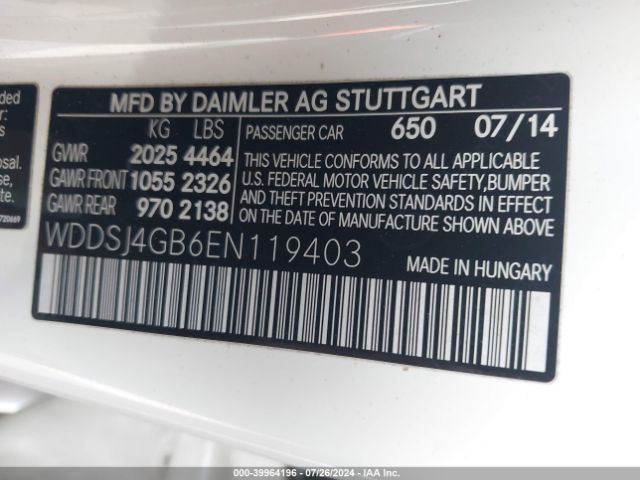 MFD BY DAIMLER AG STUTTGART
KG LBS
GVWR 2025 4464
GAWR FRONT 1055 2326
GAWR REAR 970 2138
PASSENGER CAR 650 07/14
THIS VEHICLE CONFORMS TO ALL APPLICABLE
U.S. FEDERAL MOTOR VEHICLE SAFETY,BUMPER
AND THEFT PREVENTION STANDARDS IN EFFECT
ON THE DATE OF MANUFACTURE SHOWN ABOVE
WDDSJ4GB6EN119403
MADE IN HUNGARY
720669
© - 39964196 - 07/26/2024 - IAA Inc.